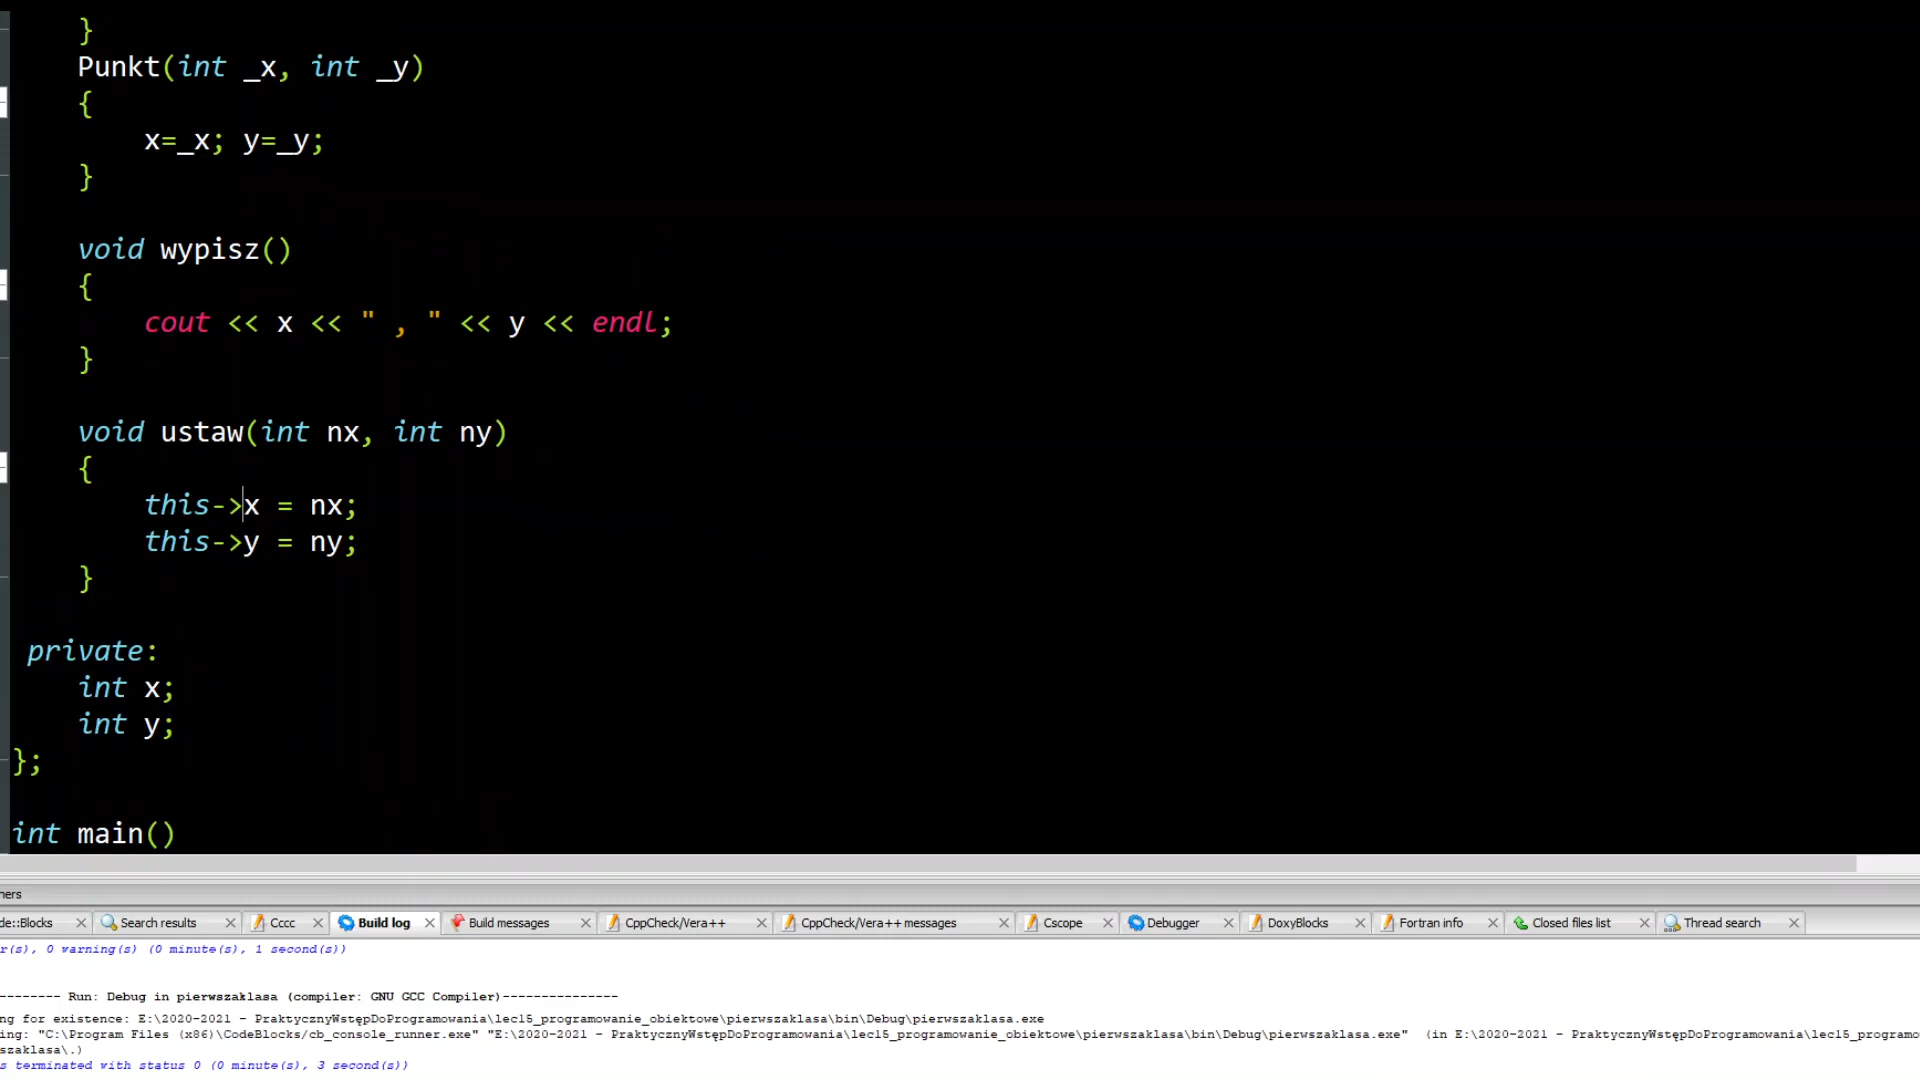 }
Punkt(int _x, int _y)
{
x=_x; y=_y;
}
void wypisz()
{
cout << x << " , " << y << endl;
}
void ustaw(int nx, int ny)
{
this->x = nx;
this->y = ny;
}
private:
int x;
int y;
};
int main()
ners
de::Blocks Search results Cccc Build log Build messages CppCheck/Vera++ CppCheck/Vera++ messages Cscope Debugger DoxyBlocks Fortran info Closed files list Thread search
r(s), 0 warning(s) (0 minute(s), 1 second(s))
-------- Run: Debug in pierwszaklasa (compiler: GNU GCC Compiler)---------------
ng for existence: E:\2020-2021 - PraktycznyWstępDoProgramowania\lec15_programowanie_obiektowe\pierwszaklasa\bin\Debug\pierwszaklasa.exe
ing: "C:\Program Files (x86)\CodeBlocks/cb_console_runner.exe" "E:\2020-2021 - PraktycznyWstępDoProgramowania\lec15_programowanie_obiektowe\pierwszaklasa\bin\Debug\pierwszaklasa.exe" (in E:\2020-2021 - PraktycznyWstępDoProgramowania\lec15_programo
szaklasa\.)
s terminated with status 0 (0 minute(s), 3 second(s))